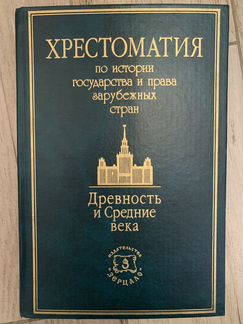 ХРЕСТОМАТИЯ
по истории
государства и права
зарубежных
стран
Древность
и Средние
века
ИЗДАТЕЛЬСТВО
ЗЕРЦАЛО